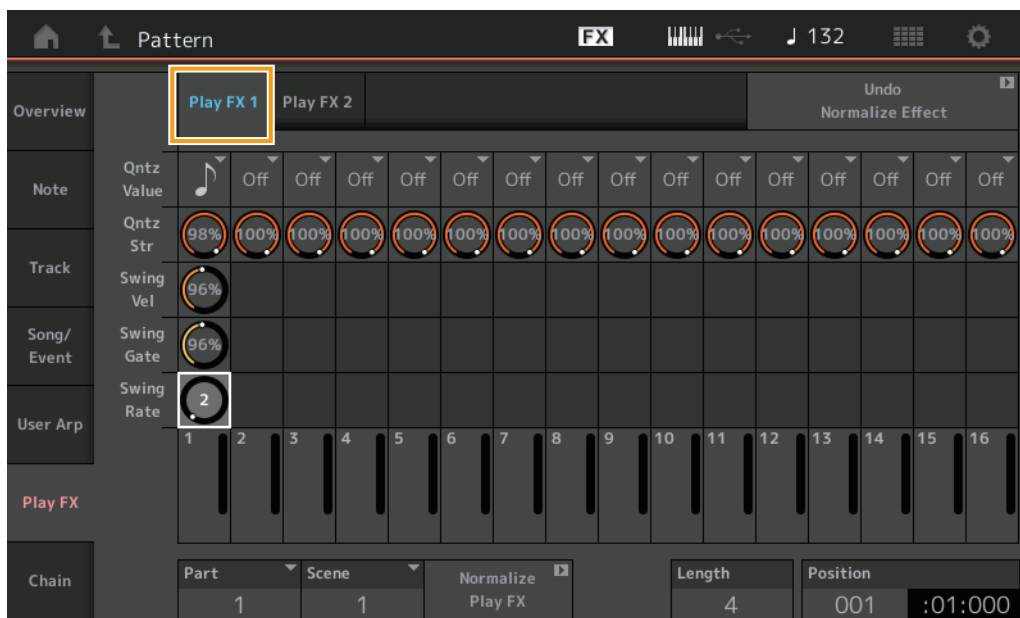 Pattern FX 132
Play FX 1 Play FX 2 Undo
Normalize Effect
Overview
Note
Track
Song/
Event
User Arp
Play FX
Chain
Qntz
Value Off Off Off Off Off Off Off Off Off Off Off Off Off Off Off
Qntz
Str 98% 100% 100% 100% 100% 100% 100% 100% 100% 100% 100% 100% 100% 100% 100% 100%
Swing
Vel 96%
Swing
Gate 96%
Swing
Rate 2
1 2 3 4 5 6 7 8 9 10 11 12 13 14 15 16
Part Scene Normalize Length Position
1 1 Play FX 4 001 :01:000